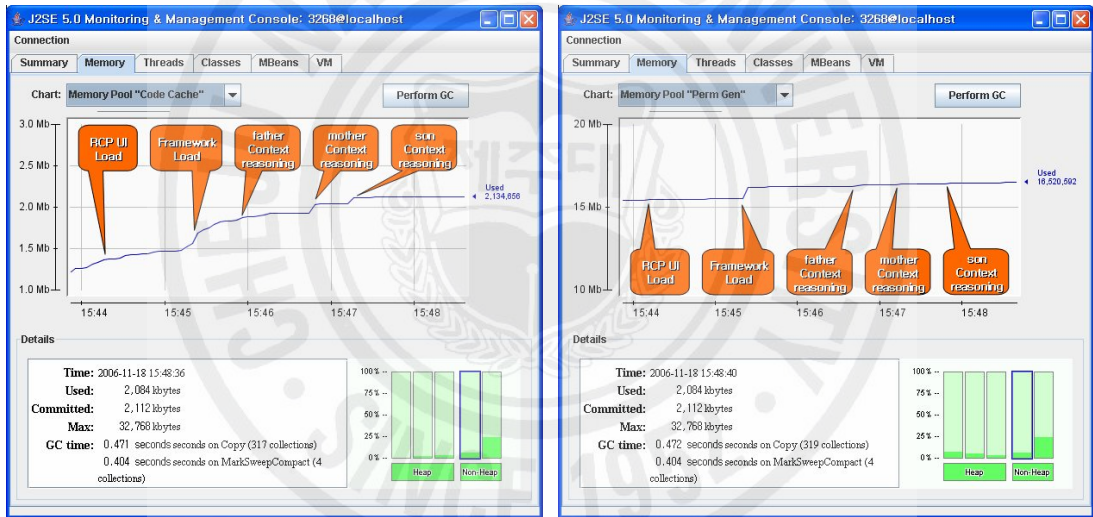 J2SE 5.0 Monitoring & Management Console: 3268@localhost
Connection
Summary Memory Threads Classes MBeans VM
Chart: Memory Pool "Code Cache"
Perform GC
3.0 Mb
2.5 Mb
2.0 Mb
1.5 Mb
1.0 Mb
RCP UI
Load
Framework
Load
father
Context
reasoning
mother
Context
reasoning
son
Context
reasoning
Used
2,134,656
15:44 15:45 15:46 15:47 15:48
Details
Time: 2006-11-18 15:48:36
Used: 2,084 kbytes
Committed: 2,112 kbytes
Max: 32,768 kbytes
GC time: 0.471 seconds seconds on Copy (317 collections)
0.404 seconds seconds on MarkSweepCompact (4
collections)
100% --
75% --
50% --
25% --
0% --
Heap Non-Heap
J2SE 5.0 Monitoring & Management Console: 3268@localhost
Connection
Summary Memory Threads Classes MBeans VM
Chart: Memory Pool "Perm Gen"
Perform GC
20 Mb
15 Mb
10 Mb
RCP UI
Load
Framework
Load
father
Context
reasoning
mother
Context
reasoning
son
Context
reasoning
Used
16,520,592
15:44 15:45 15:46 15:47 15:48
Details
Time: 2006-11-18 15:48:40
Used: 2,084 kbytes
Committed: 2,112 kbytes
Max: 32,768 kbytes
GC time: 0.472 seconds seconds on Copy (319 collections)
0.404 seconds seconds on MarkSweepCompact (4
collections)
100% --
75% --
50% --
25% --
0% --
Heap Non-Heap